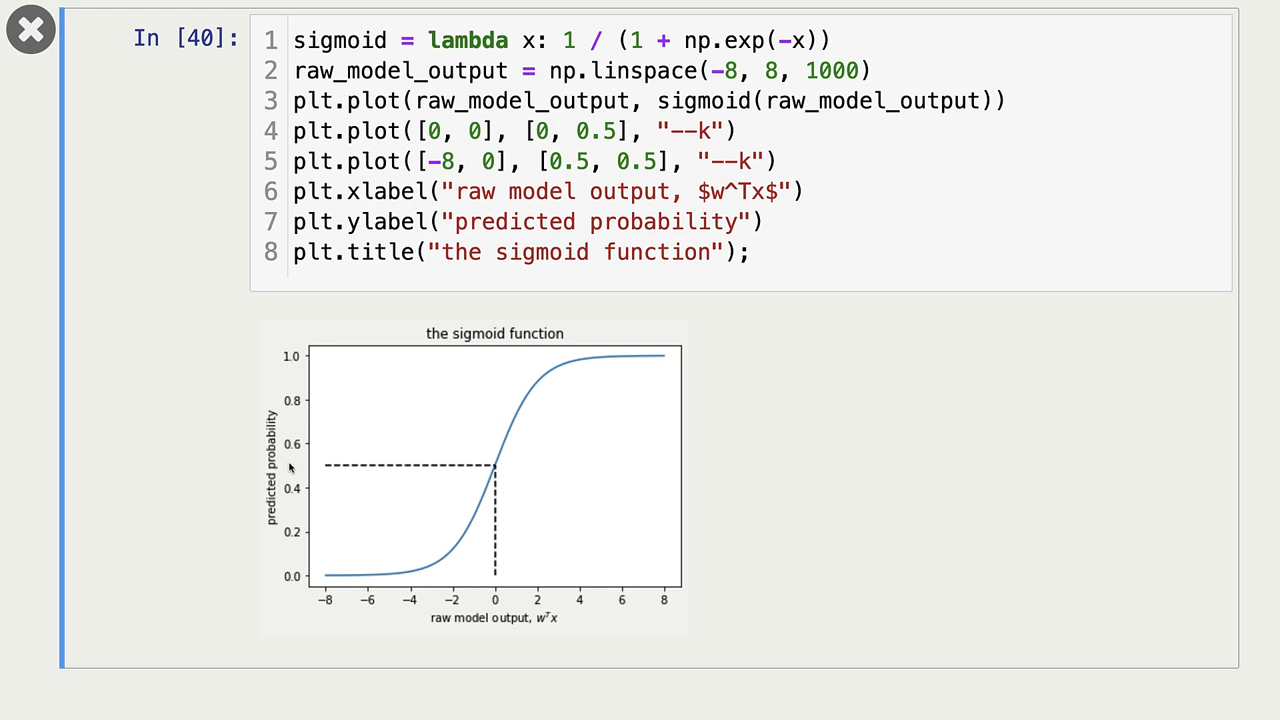 In [40]:
1 sigmoid = lambda x: 1 / (1 + np.exp(-x))
2 raw_model_output = np.linspace(-8, 8, 1000)
3 plt.plot(raw_model_output, sigmoid(raw_model_output))
4 plt.plot([0, 0], [0, 0.5], "--k")
5 plt.plot([-8, 0], [0.5, 0.5], "--k")
6 plt.xlabel("raw model output, $w^Tx$")
7 plt.ylabel("predicted probability")
8 plt.title("the sigmoid function");
the sigmoid function
predicted probability
1.0
0.8
0.6
0.4
0.2
0.0
−8 −6 −4 −2 0 2 4 6 8
raw model output, wᵀx